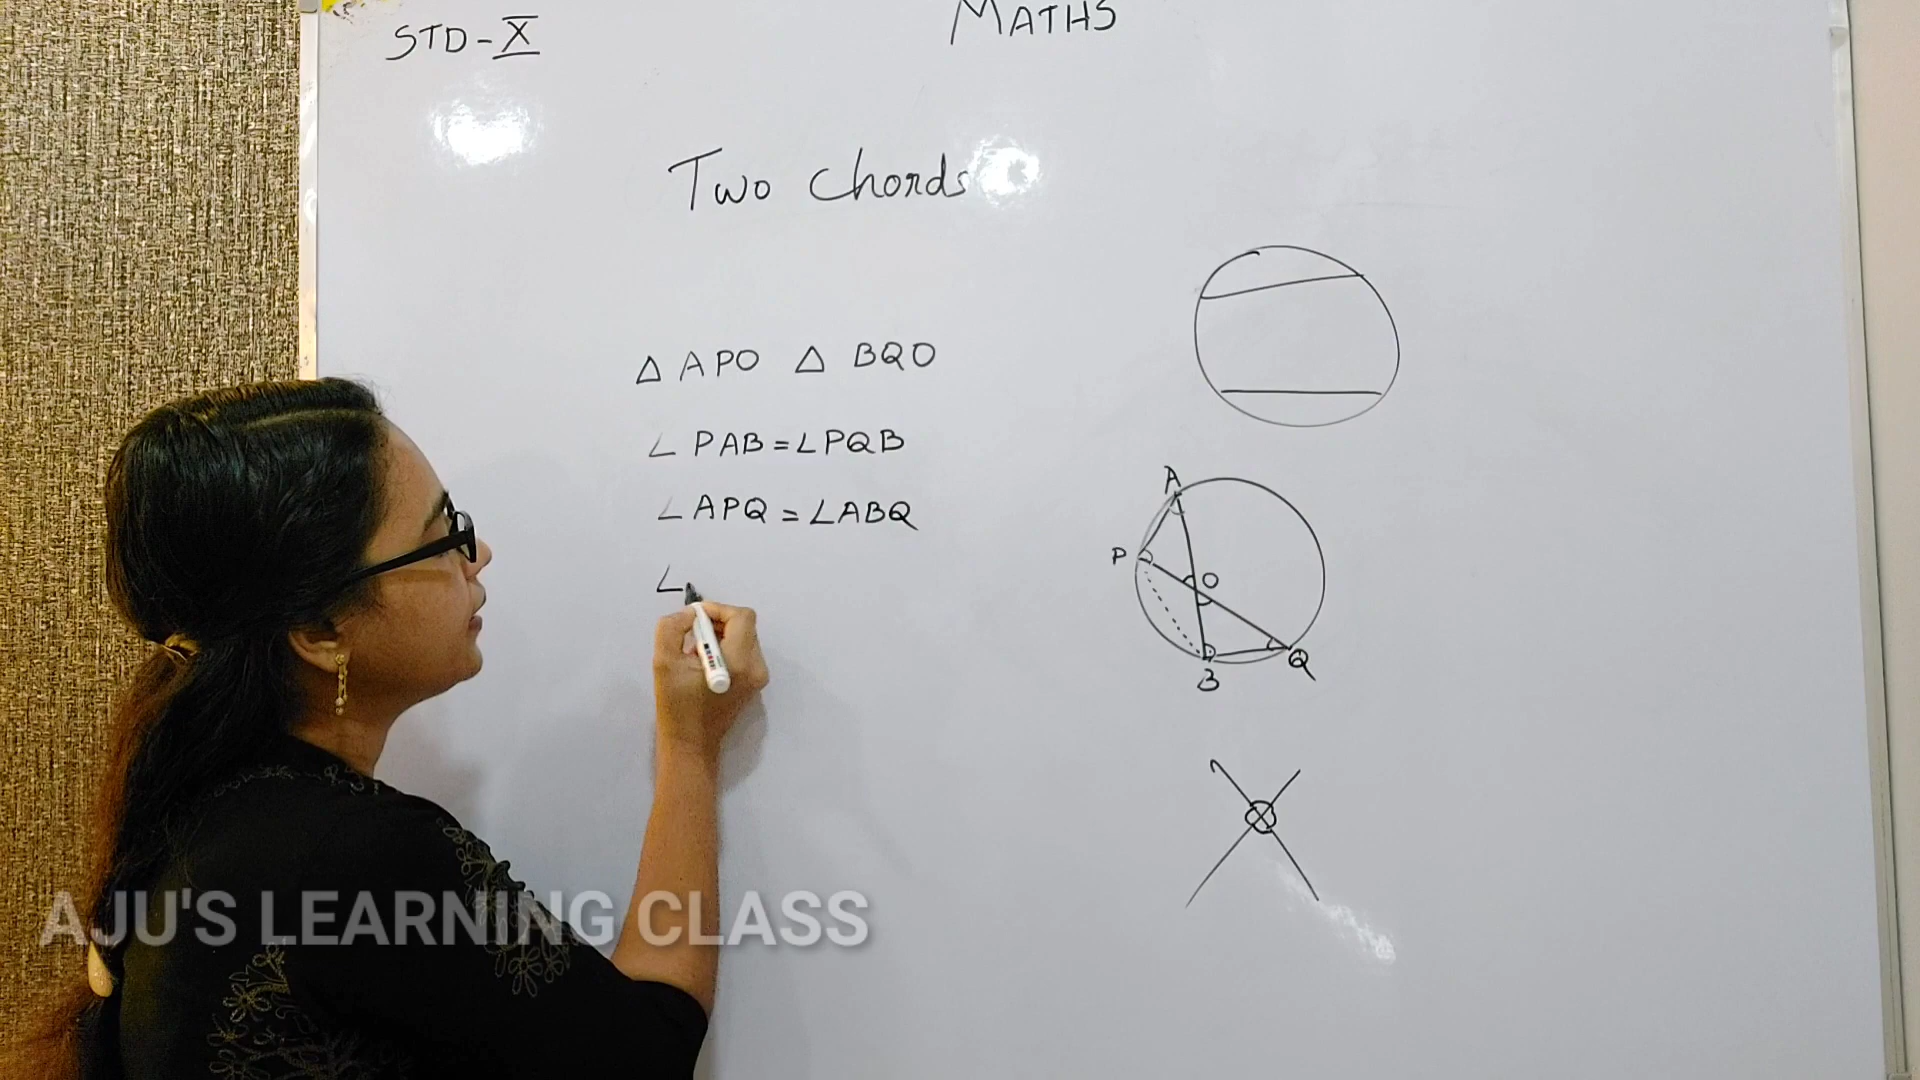 STD-X
MATHS
Two Chords
Δ APO Δ BQO
∠ PAB = ∠PQB
∠APQ = ∠ABQ
∠
A
P
O
B
Q
AJU'S LEARNING CLASS